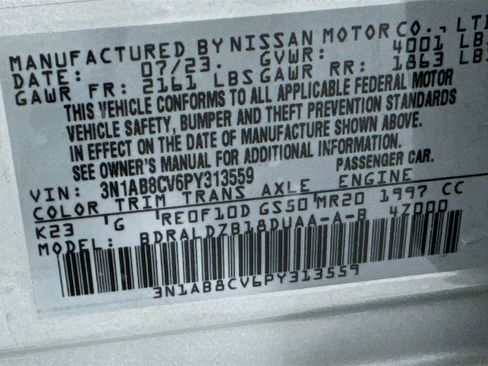 MANUFACTURED BY NISSAN MOTOR CO., LTD
DATE: 07/23. GVWR: 4001 LBS
GAWR FR: 2161 LBS GAWR RR: 1863 LBS
THIS VEHICLE CONFORMS TO ALL APPLICABLE FEDERAL MOTOR
VEHICLE SAFETY, BUMPER AND THEFT PREVENTION STANDARDS
IN EFFECT ON THE DATE OF MANUFACTURE SHOWN ABOVE.
SEE OWNER'S MANUAL FOR ADDITIONAL INFORMATION.
VIN: 3N1AB8CV6PY313559 PASSENGER CAR.
COLOR TRIM TRANS AXLE ENGINE
K23 G RE0F10D GS50 MR20 1997 CC
MODEL: BDRALDZB18DUAA-A-B 47000
3N1AB8CV6PY313559